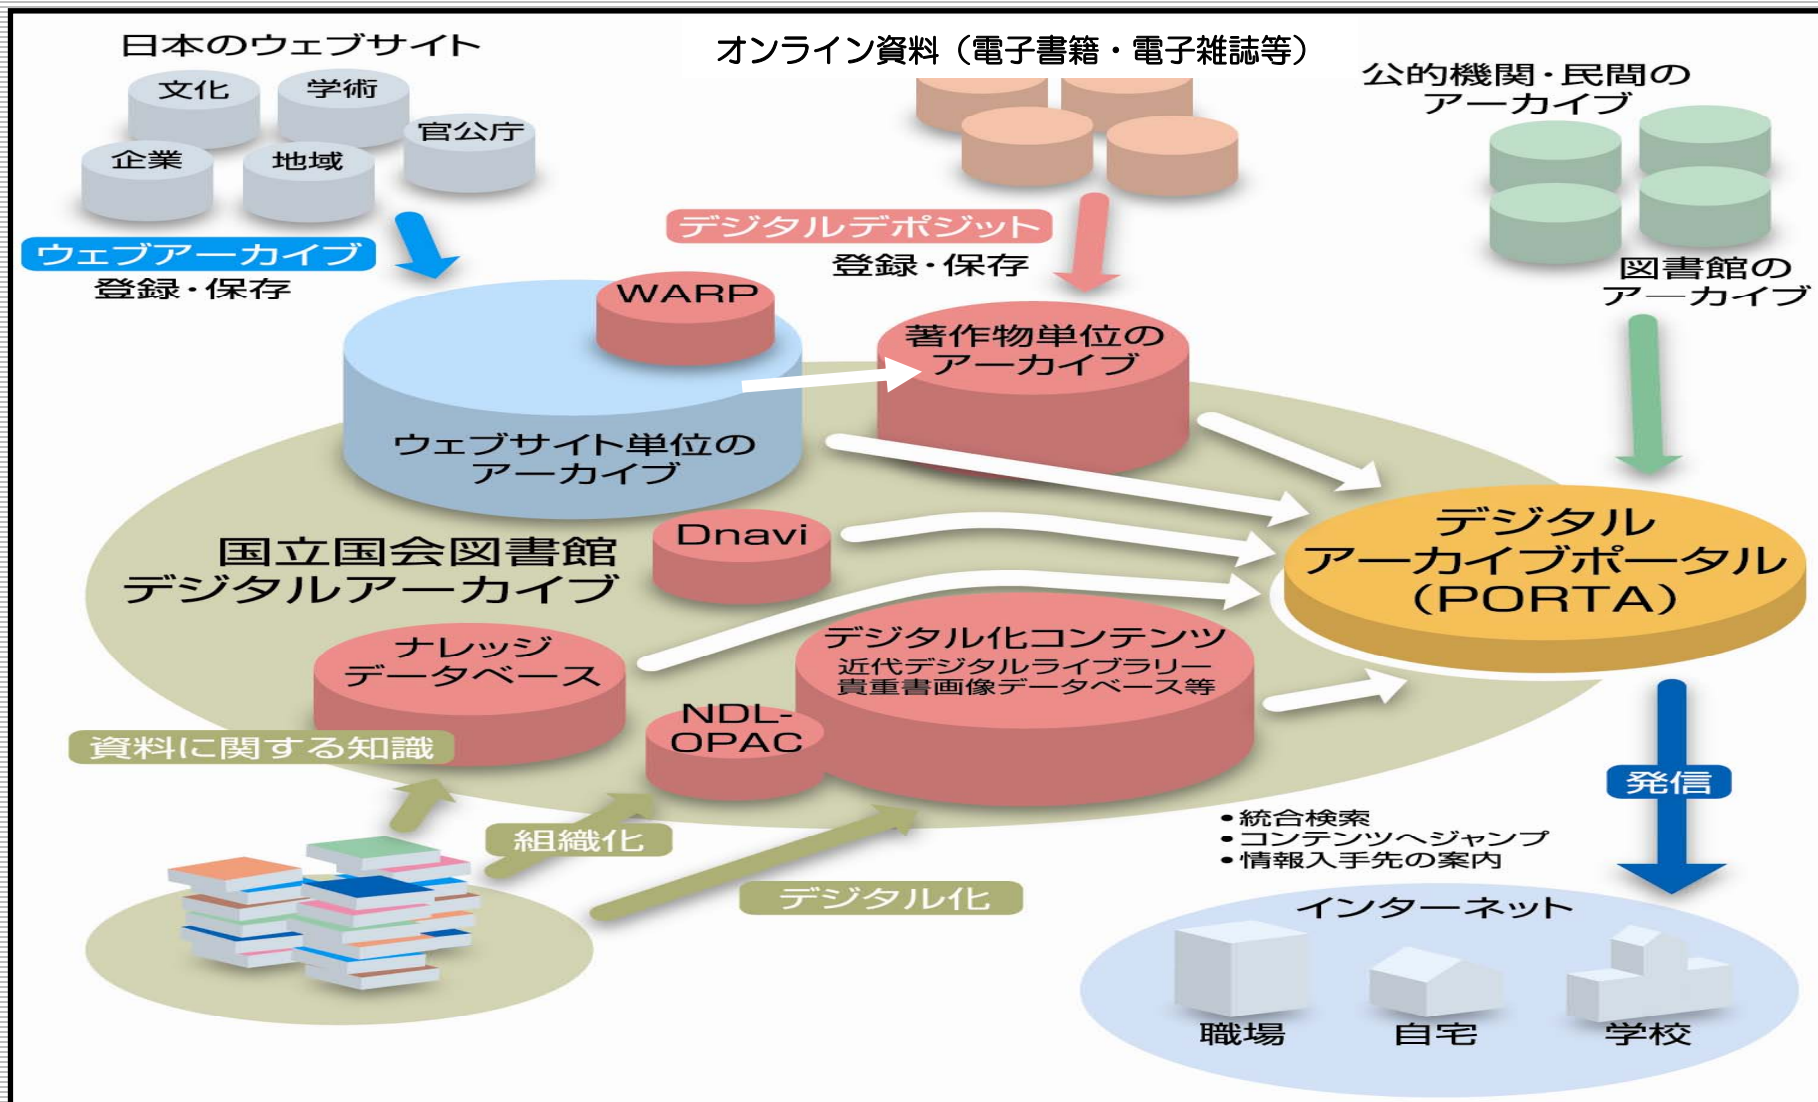 日本のウェブサイト
文化
学術
官公庁
企業
地域
オンライン資料（電子書籍・電子雑誌等）
公的機関･民間の
アーカイブ
図書館の
アーカイブ
ウェブアーカイブ
登録･保存
デジタルデポジット
登録･保存
WARP
著作物単位の
アーカイブ
ウェブサイト単位の
アーカイブ
国立国会図書館
デジタルアーカイブ
Dnavi
デジタル
アーカイブポータル
(PORTA)
ナレッジ
データベース
デジタル化コンテンツ
近代デジタルライブラリー
貴重書画像データベース等
NDL-
OPAC
資料に関する知識
組織化
デジタル化
発信
•統合検索
•コンテンツへジャンプ
•情報入手先の案内
インターネット
職場
自宅
学校